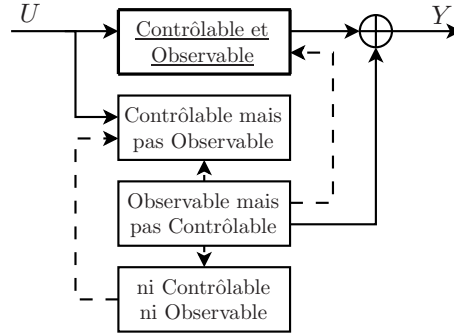 U
Y
Contrôlable et
Observable
Contrôlable mais
pas Observable
Observable mais
pas Contrôlable
ni Contrôlable
ni Observable